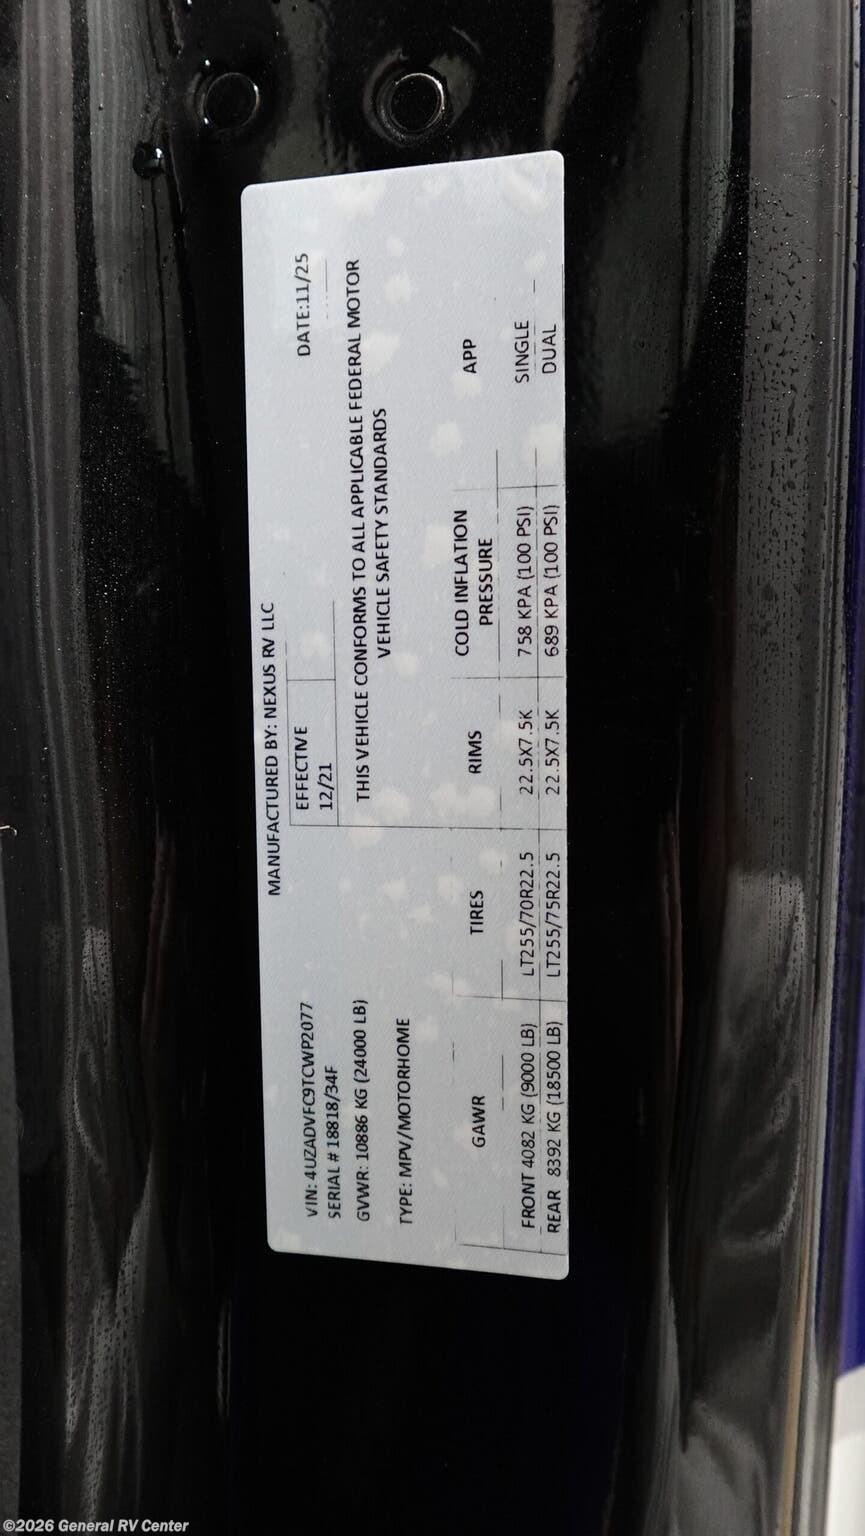 MANUFACTURED BY: NEXUS RV LLC
VIN: 4UZADVFC9TCWP2077 EFFECTIVE DATE:11/25
SERIAL # 18818/34F 12/21
GVWR: 10886 KG (24000 LB) THIS VEHICLE CONFORMS TO ALL APPLICABLE FEDERAL MOTOR
VEHICLE SAFETY STANDARDS
TYPE: MPV/MOTORHOME
GAWR TIRES RIMS COLD INFLATION PRESSURE APP
FRONT 4082 KG (9000 LB) LT255/70R22.5 22.5X7.5K 758 KPA (100 PSI) SINGLE
REAR 8392 KG (18500 LB) LT255/75R22.5 22.5X7.5K 689 KPA (100 PSI) DUAL
©2026 General RV Center